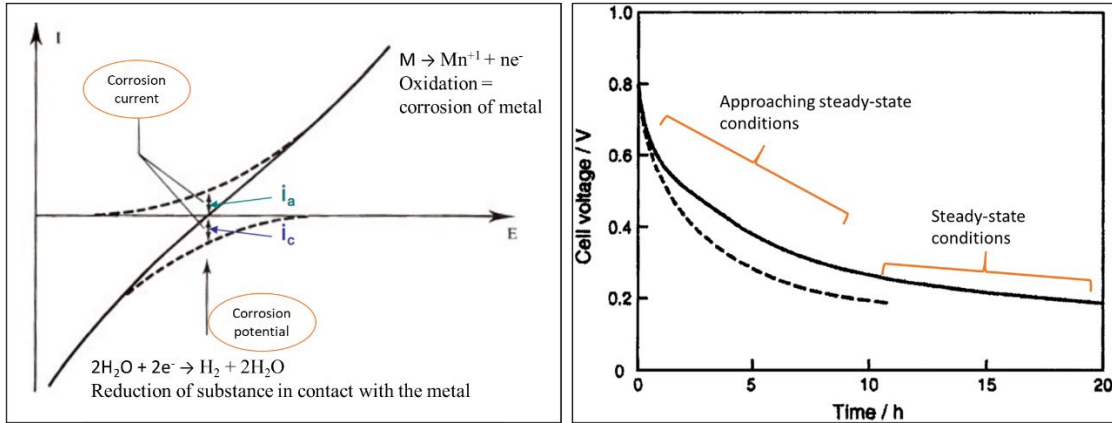 I
Corrosion
current
M → Mn⁺¹ + ne⁻
Oxidation =
corrosion of metal
iₐ
i꜀
E
Corrosion
potential
2H₂O + 2e⁻ → H₂ + 2H₂O
Reduction of substance in contact with the metal
Cell voltage / V
1.0
0.8
0.6
0.4
0.2
0
0
5
10
15
20
Time / h
Approaching steady-state
conditions
Steady-state
conditions